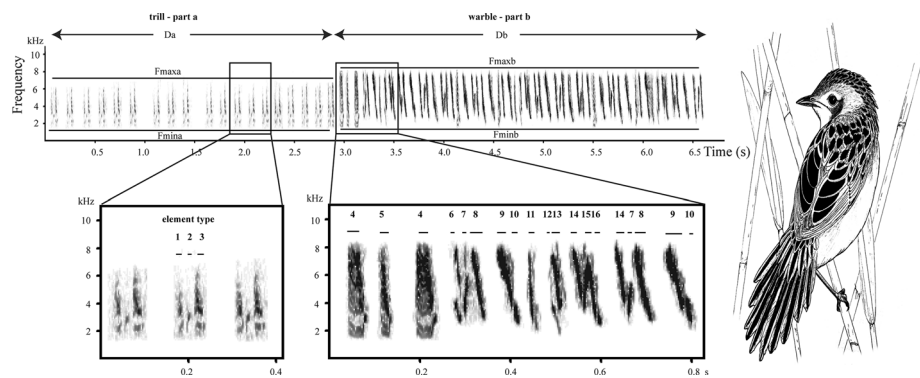 trill - part a warble - part b
Da Db
kHz
10
8
6
4
2
Frequency
Fmaxa Fmaxb
Fmina Fminb
0.5 1.0 1.5 2.0 2.5 3.0 3.5 4.0 4.5 5.0 5.5 6.0 6.5 Time (s)
kHz
10
8
6
4
2
element type
1 2 3
0.2 0.4
kHz
10
8
6
4
2
4 5 4 6 7 8 9 10 11 12 13 14 15 16 14 7 8 9 10
0.2 0.4 0.6 0.8 s